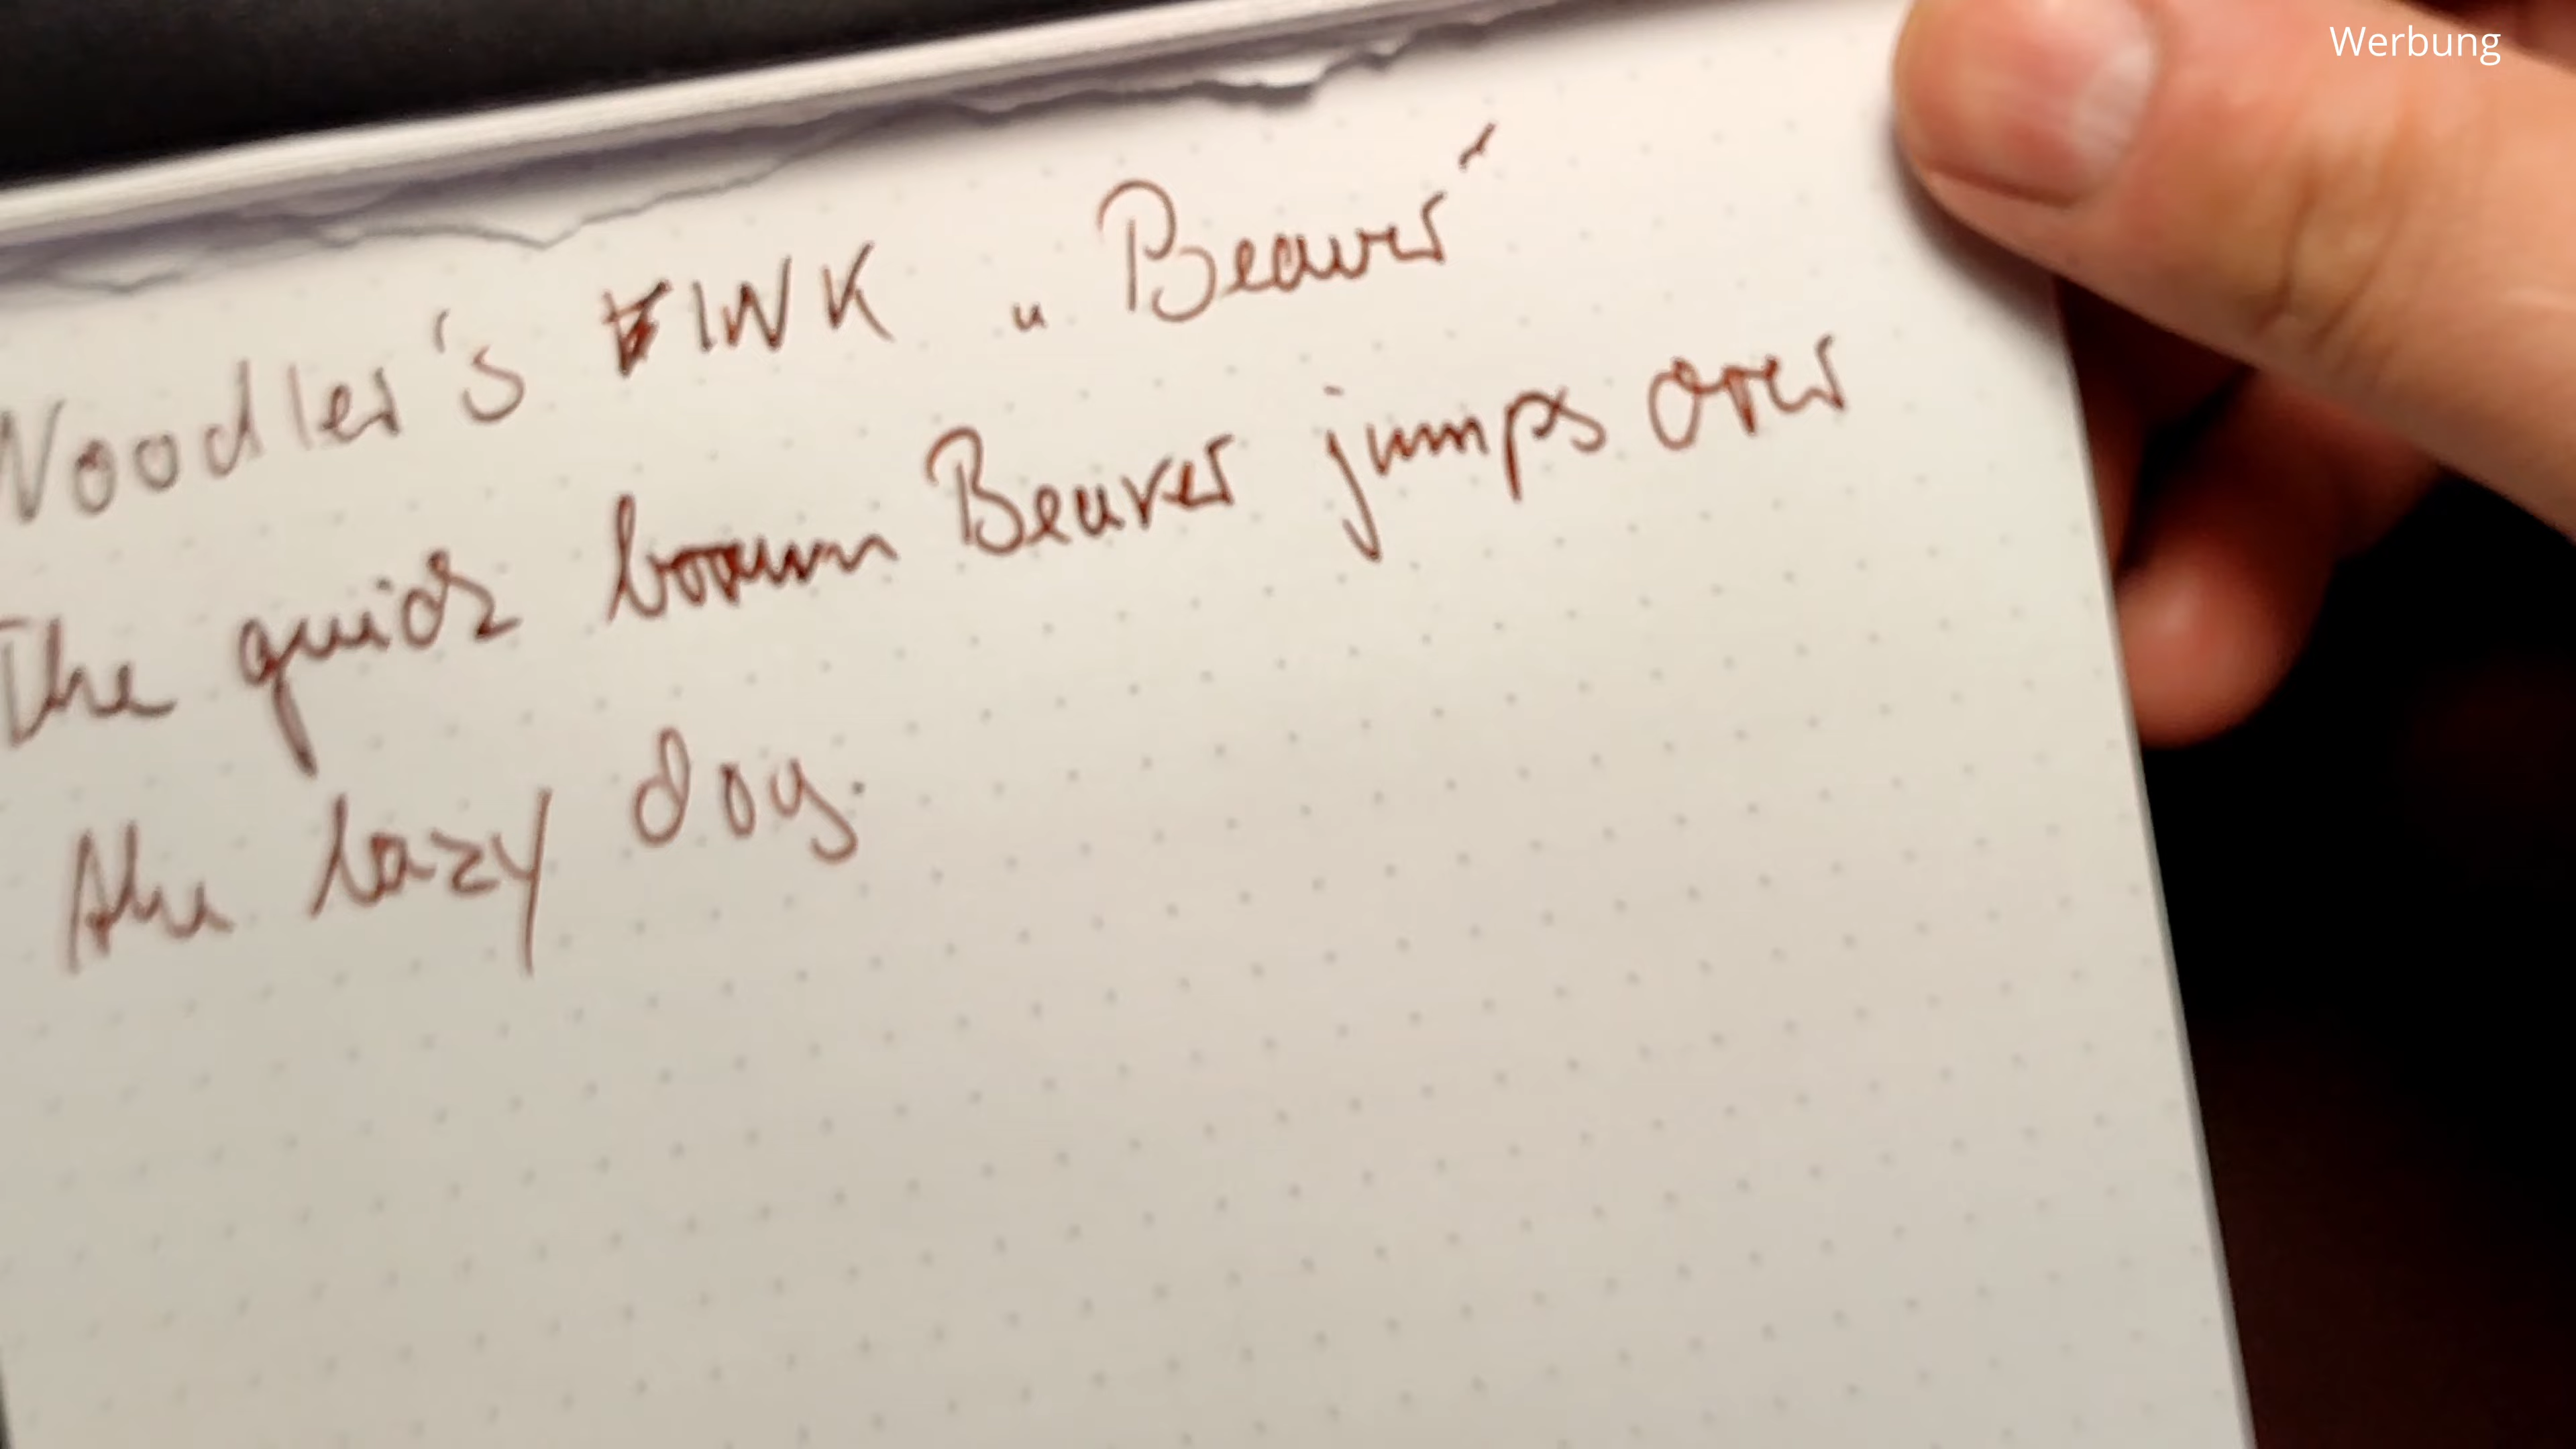 Werbung
Noodler's INK „Beaver"
The quick brown Beaver jumps over
the lazy dog.